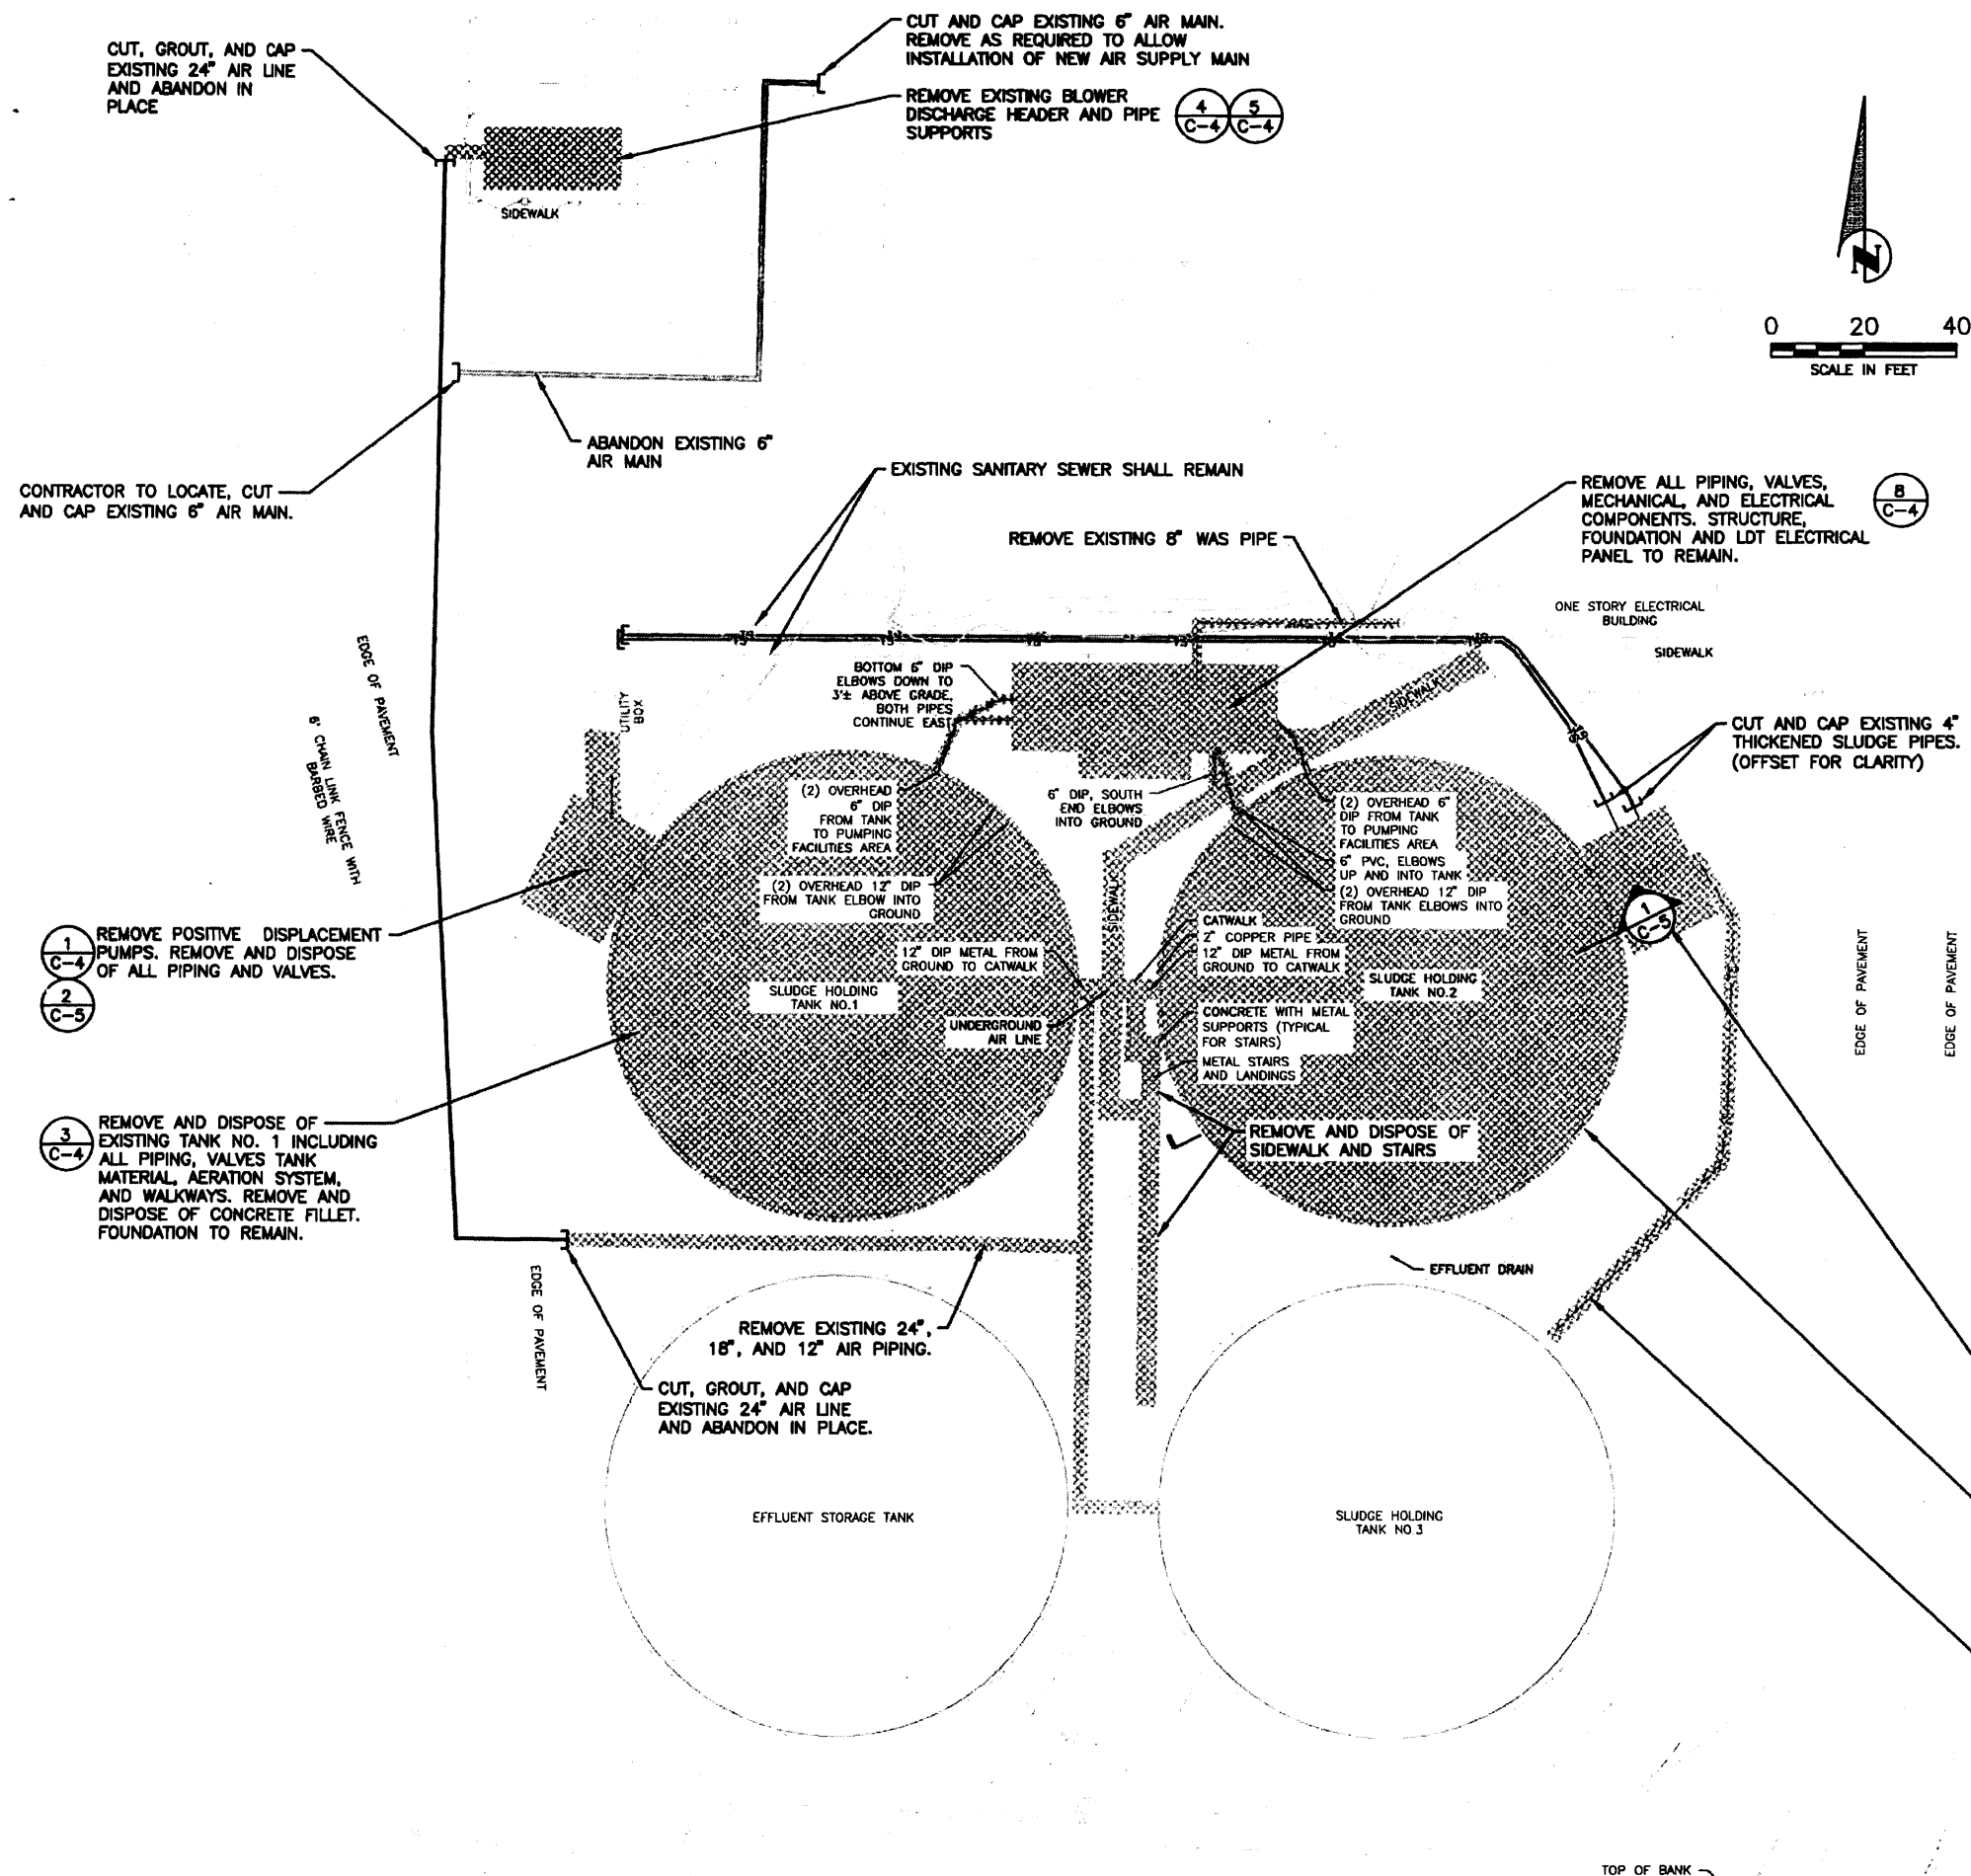 CUT, GROUT, AND CAP
EXISTING 24" AIR LINE
AND ABANDON IN
PLACE
CUT AND CAP EXISTING 6" AIR MAIN.
REMOVE AS REQUIRED TO ALLOW
INSTALLATION OF NEW AIR SUPPLY MAIN
REMOVE EXISTING BLOWER
DISCHARGE HEADER AND PIPE
SUPPORTS
4
C-4
5
C-4
SIDEWALK
N
0 20 40
SCALE IN FEET
ABANDON EXISTING 6"
AIR MAIN
CONTRACTOR TO LOCATE, CUT
AND CAP EXISTING 6" AIR MAIN.
EXISTING SANITARY SEWER SHALL REMAIN
REMOVE EXISTING 8" WAS PIPE
REMOVE ALL PIPING, VALVES,
MECHANICAL, AND ELECTRICAL
COMPONENTS. STRUCTURE,
FOUNDATION AND LDT ELECTRICAL
PANEL TO REMAIN.
8
C-4
ONE STORY ELECTRICAL
BUILDING
SIDEWALK
EDGE OF PAVEMENT
6' CHAIN LINK FENCE WITH
BARBED WIRE
UTILITY
BOX
BOTTOM 6" DIP
ELBOWS DOWN TO
3'± ABOVE GRADE,
BOTH PIPES
CONTINUE EAST
SIDEWALK
CUT AND CAP EXISTING 4"
THICKENED SLUDGE PIPES.
(OFFSET FOR CLARITY)
(2) OVERHEAD
6" DIP
FROM TANK
TO PUMPING
FACILITIES AREA
6" DIP, SOUTH
END ELBOWS
INTO GROUND
(2) OVERHEAD 6"
DIP FROM TANK
TO PUMPING
FACILITIES AREA
6" PVC, ELBOWS
UP AND INTO TANK
(2) OVERHEAD 12" DIP
FROM TANK ELBOWS INTO
GROUND
(2) OVERHEAD 12" DIP
FROM TANK ELBOW INTO
GROUND
SIDEWALK
1
C-5
1
C-4
2
C-5
REMOVE POSITIVE DISPLACEMENT
PUMPS. REMOVE AND DISPOSE
OF ALL PIPING AND VALVES.
CATWALK
2" COPPER PIPE
12" DIP METAL FROM
GROUND TO CATWALK
12" DIP METAL FROM
GROUND TO CATWALK
SLUDGE HOLDING
TANK NO.1
SLUDGE HOLDING
TANK NO.2
UNDERGROUND
AIR LINE
CONCRETE WITH METAL
SUPPORTS (TYPICAL
FOR STAIRS)
METAL STAIRS
AND LANDINGS
EDGE OF PAVEMENT
EDGE OF PAVEMENT
3
C-4
REMOVE AND DISPOSE OF
EXISTING TANK NO. 1 INCLUDING
ALL PIPING, VALVES TANK
MATERIAL, AERATION SYSTEM,
AND WALKWAYS. REMOVE AND
DISPOSE OF CONCRETE FILLET.
FOUNDATION TO REMAIN.
REMOVE AND DISPOSE OF
SIDEWALK AND STAIRS
EFFLUENT DRAIN
EDGE OF PAVEMENT
REMOVE EXISTING 24",
18", AND 12" AIR PIPING.
CUT, GROUT, AND CAP
EXISTING 24" AIR LINE
AND ABANDON IN PLACE.
EFFLUENT STORAGE TANK
SLUDGE HOLDING
TANK NO.3
TOP OF BANK